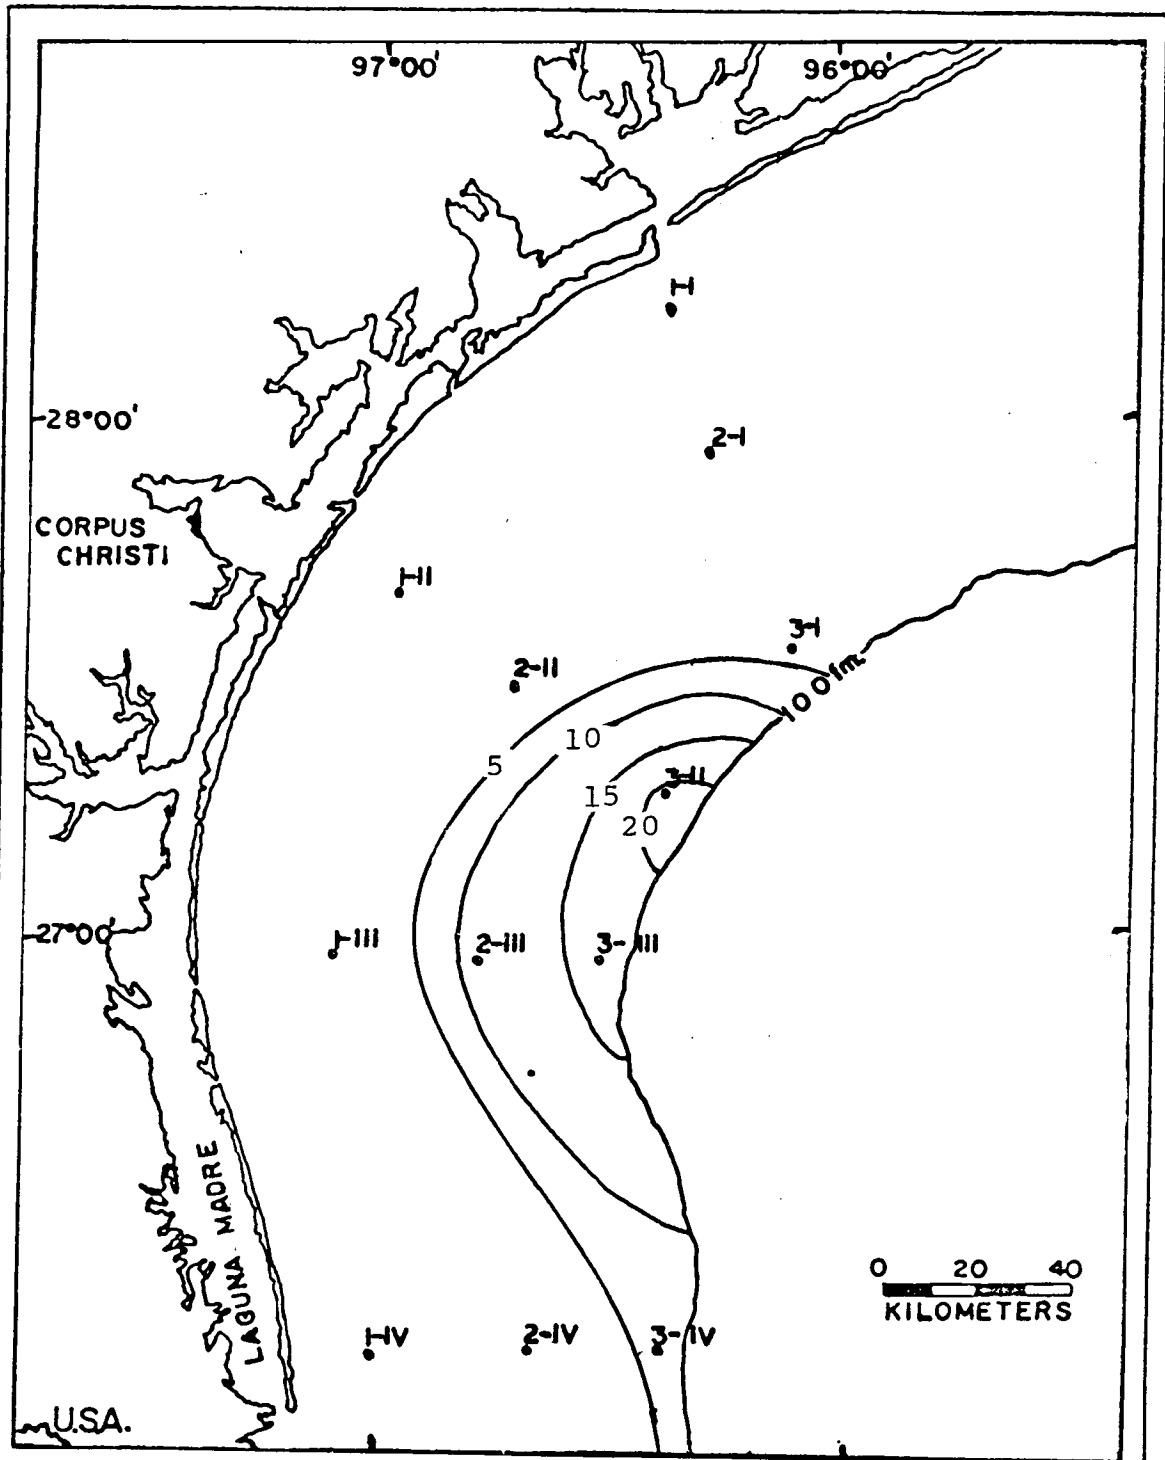 97°00'
96°00'
1-I
28°00'
2-I
CORPUS
CHRISTI
1-II
3-I
2-II
100fm.
10
5
3-II
15
20
27°00'
1-III
2-III
3-III
LAGUNA MADRE
0 20 40
KILOMETERS
1-IV
2-IV
3-IV
U.S.A.